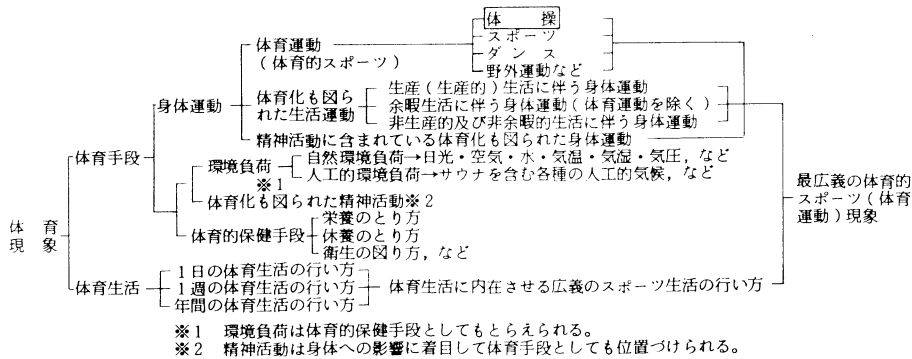 体操
スポーツ
ダンス
野外運動など
体育運動
(体育的スポーツ)
生産(生産的)生活に伴う身体運動
余暇生活に伴う身体運動(体育運動を除く)
非生産的及び非余暇的生活に伴う身体運動
体育化も図ら
れた生活運動
身体運動
精神活動に含まれている体育化も図られた身体運動
体育手段
環境負荷
※1
自然環境負荷→日光・空気・水・気温・気湿・気圧,など
人工的環境負荷→サウナを含む各種の人工的気候,など
体育化も図られた精神活動※2
体育的保健手段
栄養のとり方
休養のとり方
衛生の図り方,など
最広義の体育的
スポーツ(体育
運動)現象
体育
現象
体育生活
1日の体育生活の行い方
1週の体育生活の行い方
年間の体育生活の行い方
体育生活に内在させる広義のスポーツ生活の行い方
※1 環境負荷は体育的保健手段としてもとらえられる。
※2 精神活動は身体への影響に着目して体育手段としても位置づけられる。